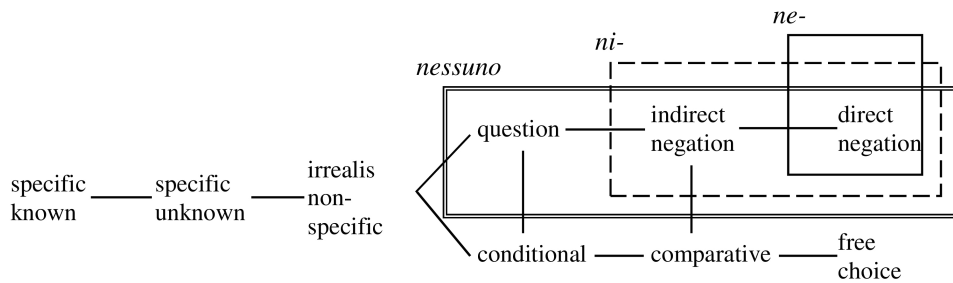 ne-
ni-
nessuno
question
indirect
negation
direct
negation
specific
known
specific
unknown
irrealis
non-
specific
conditional
comparative
free
choice